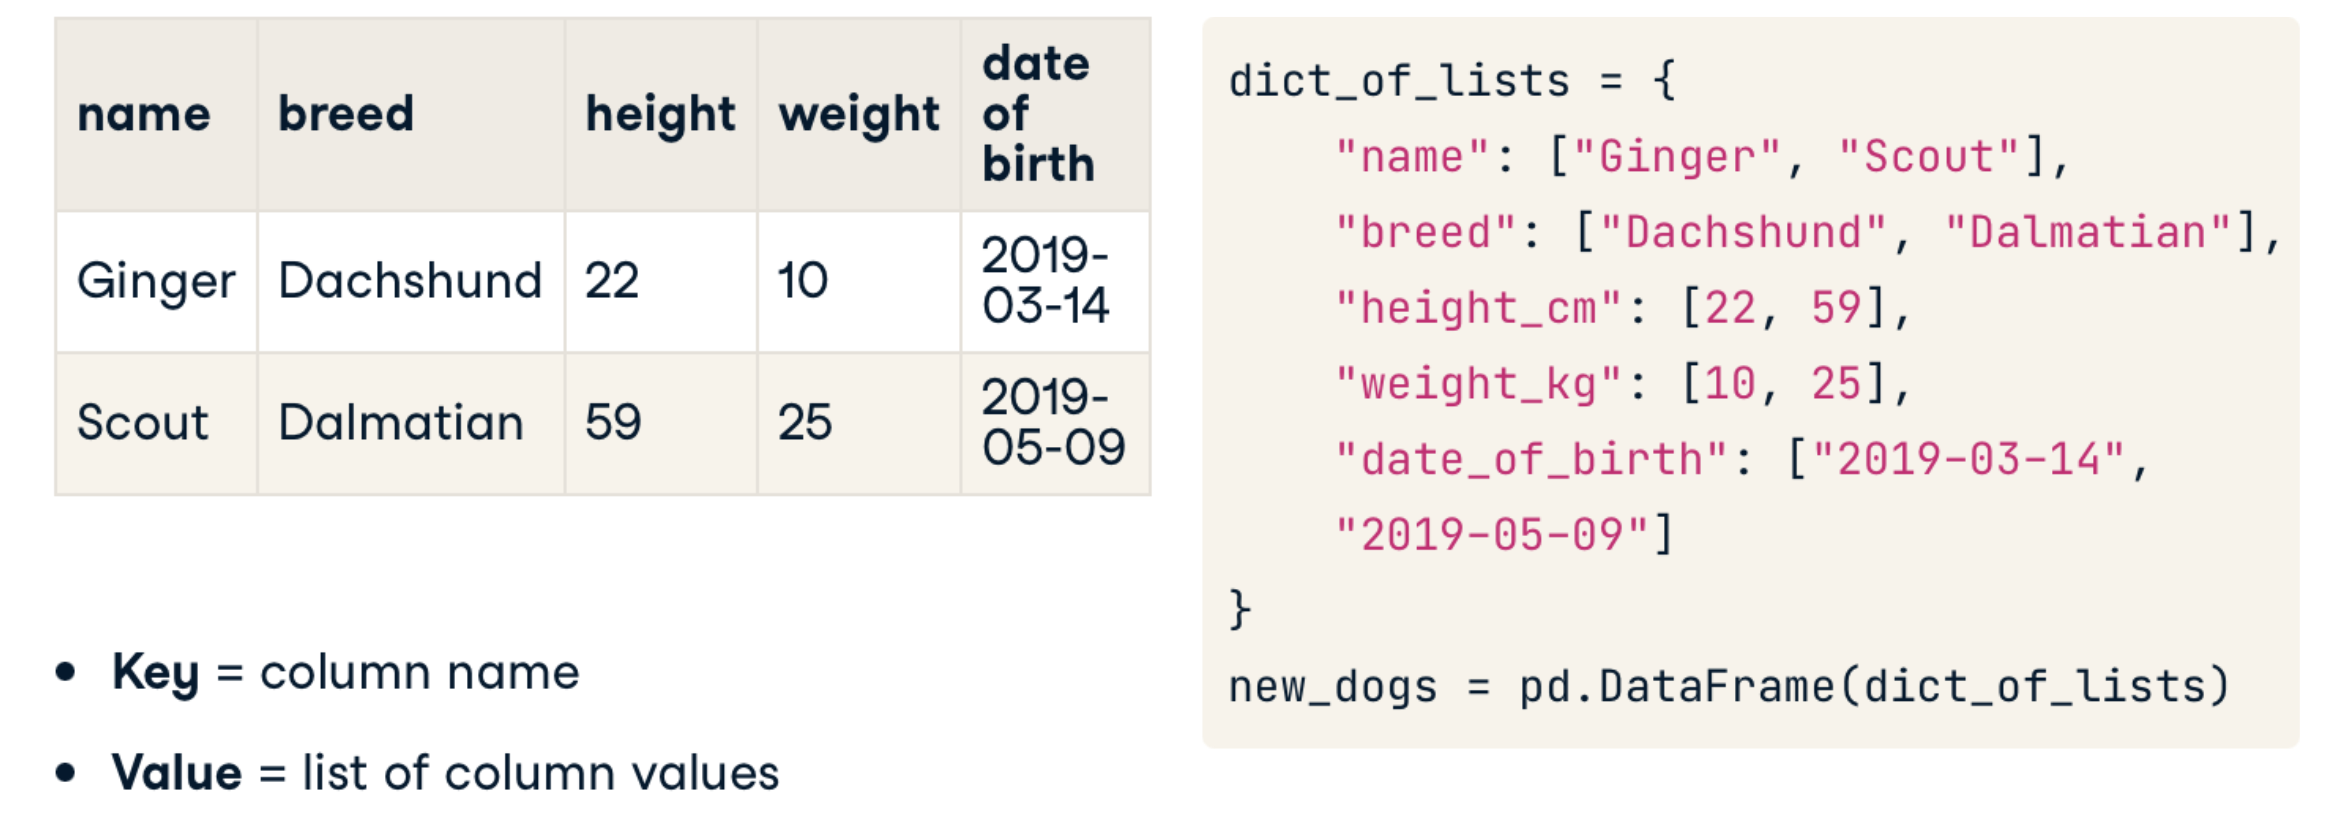 name breed height weight date of birth
Ginger Dachshund 22 10 2019-03-14
Scout Dalmatian 59 25 2019-05-09
• Key = column name
• Value = list of column values
dict_of_lists = {
    "name": ["Ginger", "Scout"],
    "breed": ["Dachshund", "Dalmatian"],
    "height_cm": [22, 59],
    "weight_kg": [10, 25],
    "date_of_birth": ["2019-03-14",
    "2019-05-09"]
}
new_dogs = pd.DataFrame(dict_of_lists)